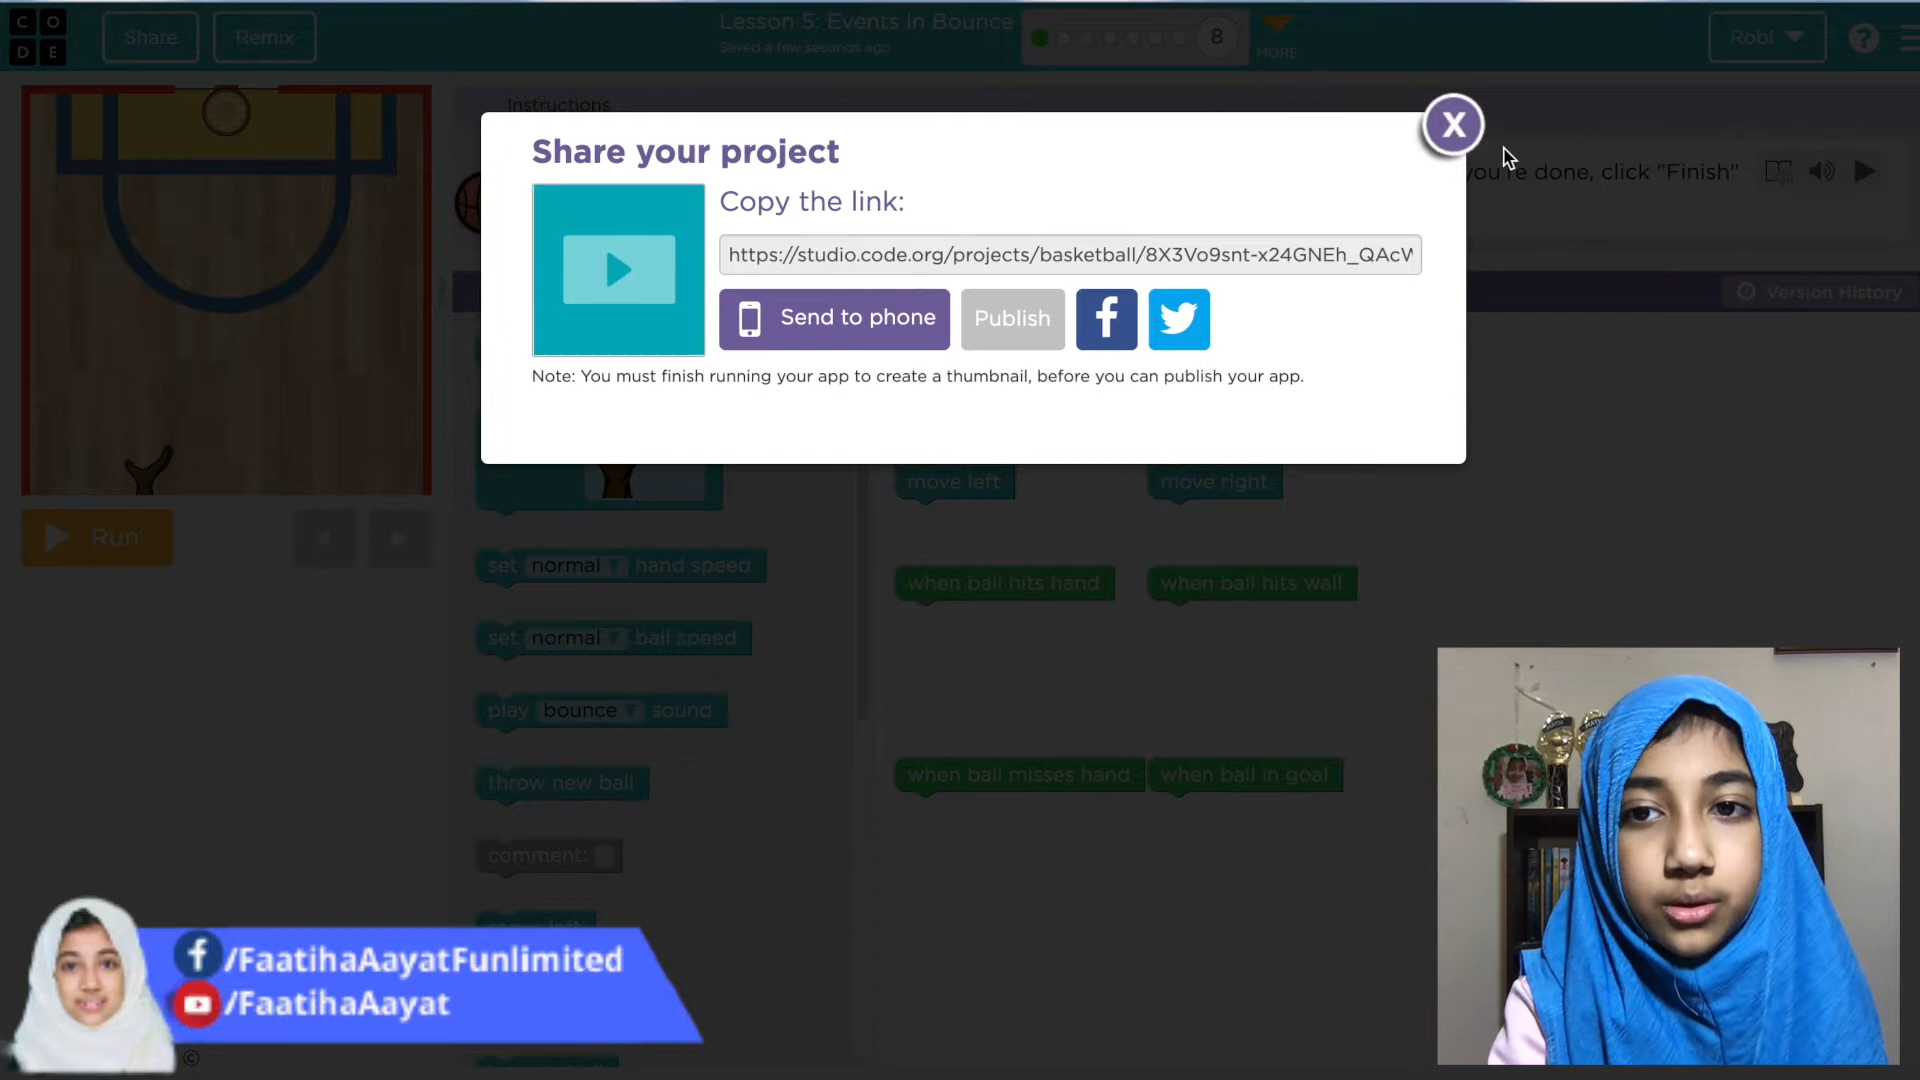 C O
D E
Share
Remix
Lesson 5: Events in Bounce
Saved a few seconds ago
8
MORE
Robi
?
Instructions
Share your project
X
you're done, click "Finish"
Copy the link:
https://studio.code.org/projects/basketball/8X3Vo9snt-x24GNEh_QAcW
Send to phone
Publish
Version History
Note: You must finish running your app to create a thumbnail, before you can publish your app.
move left
move right
Run
set normal hand speed
when ball hits hand
when ball hits wall
set normal ball speed
play bounce sound
throw new ball
when ball misses hand
when ball in goal
comment:
/FaatihaAayatFunlimited
/FaatihaAayat
©